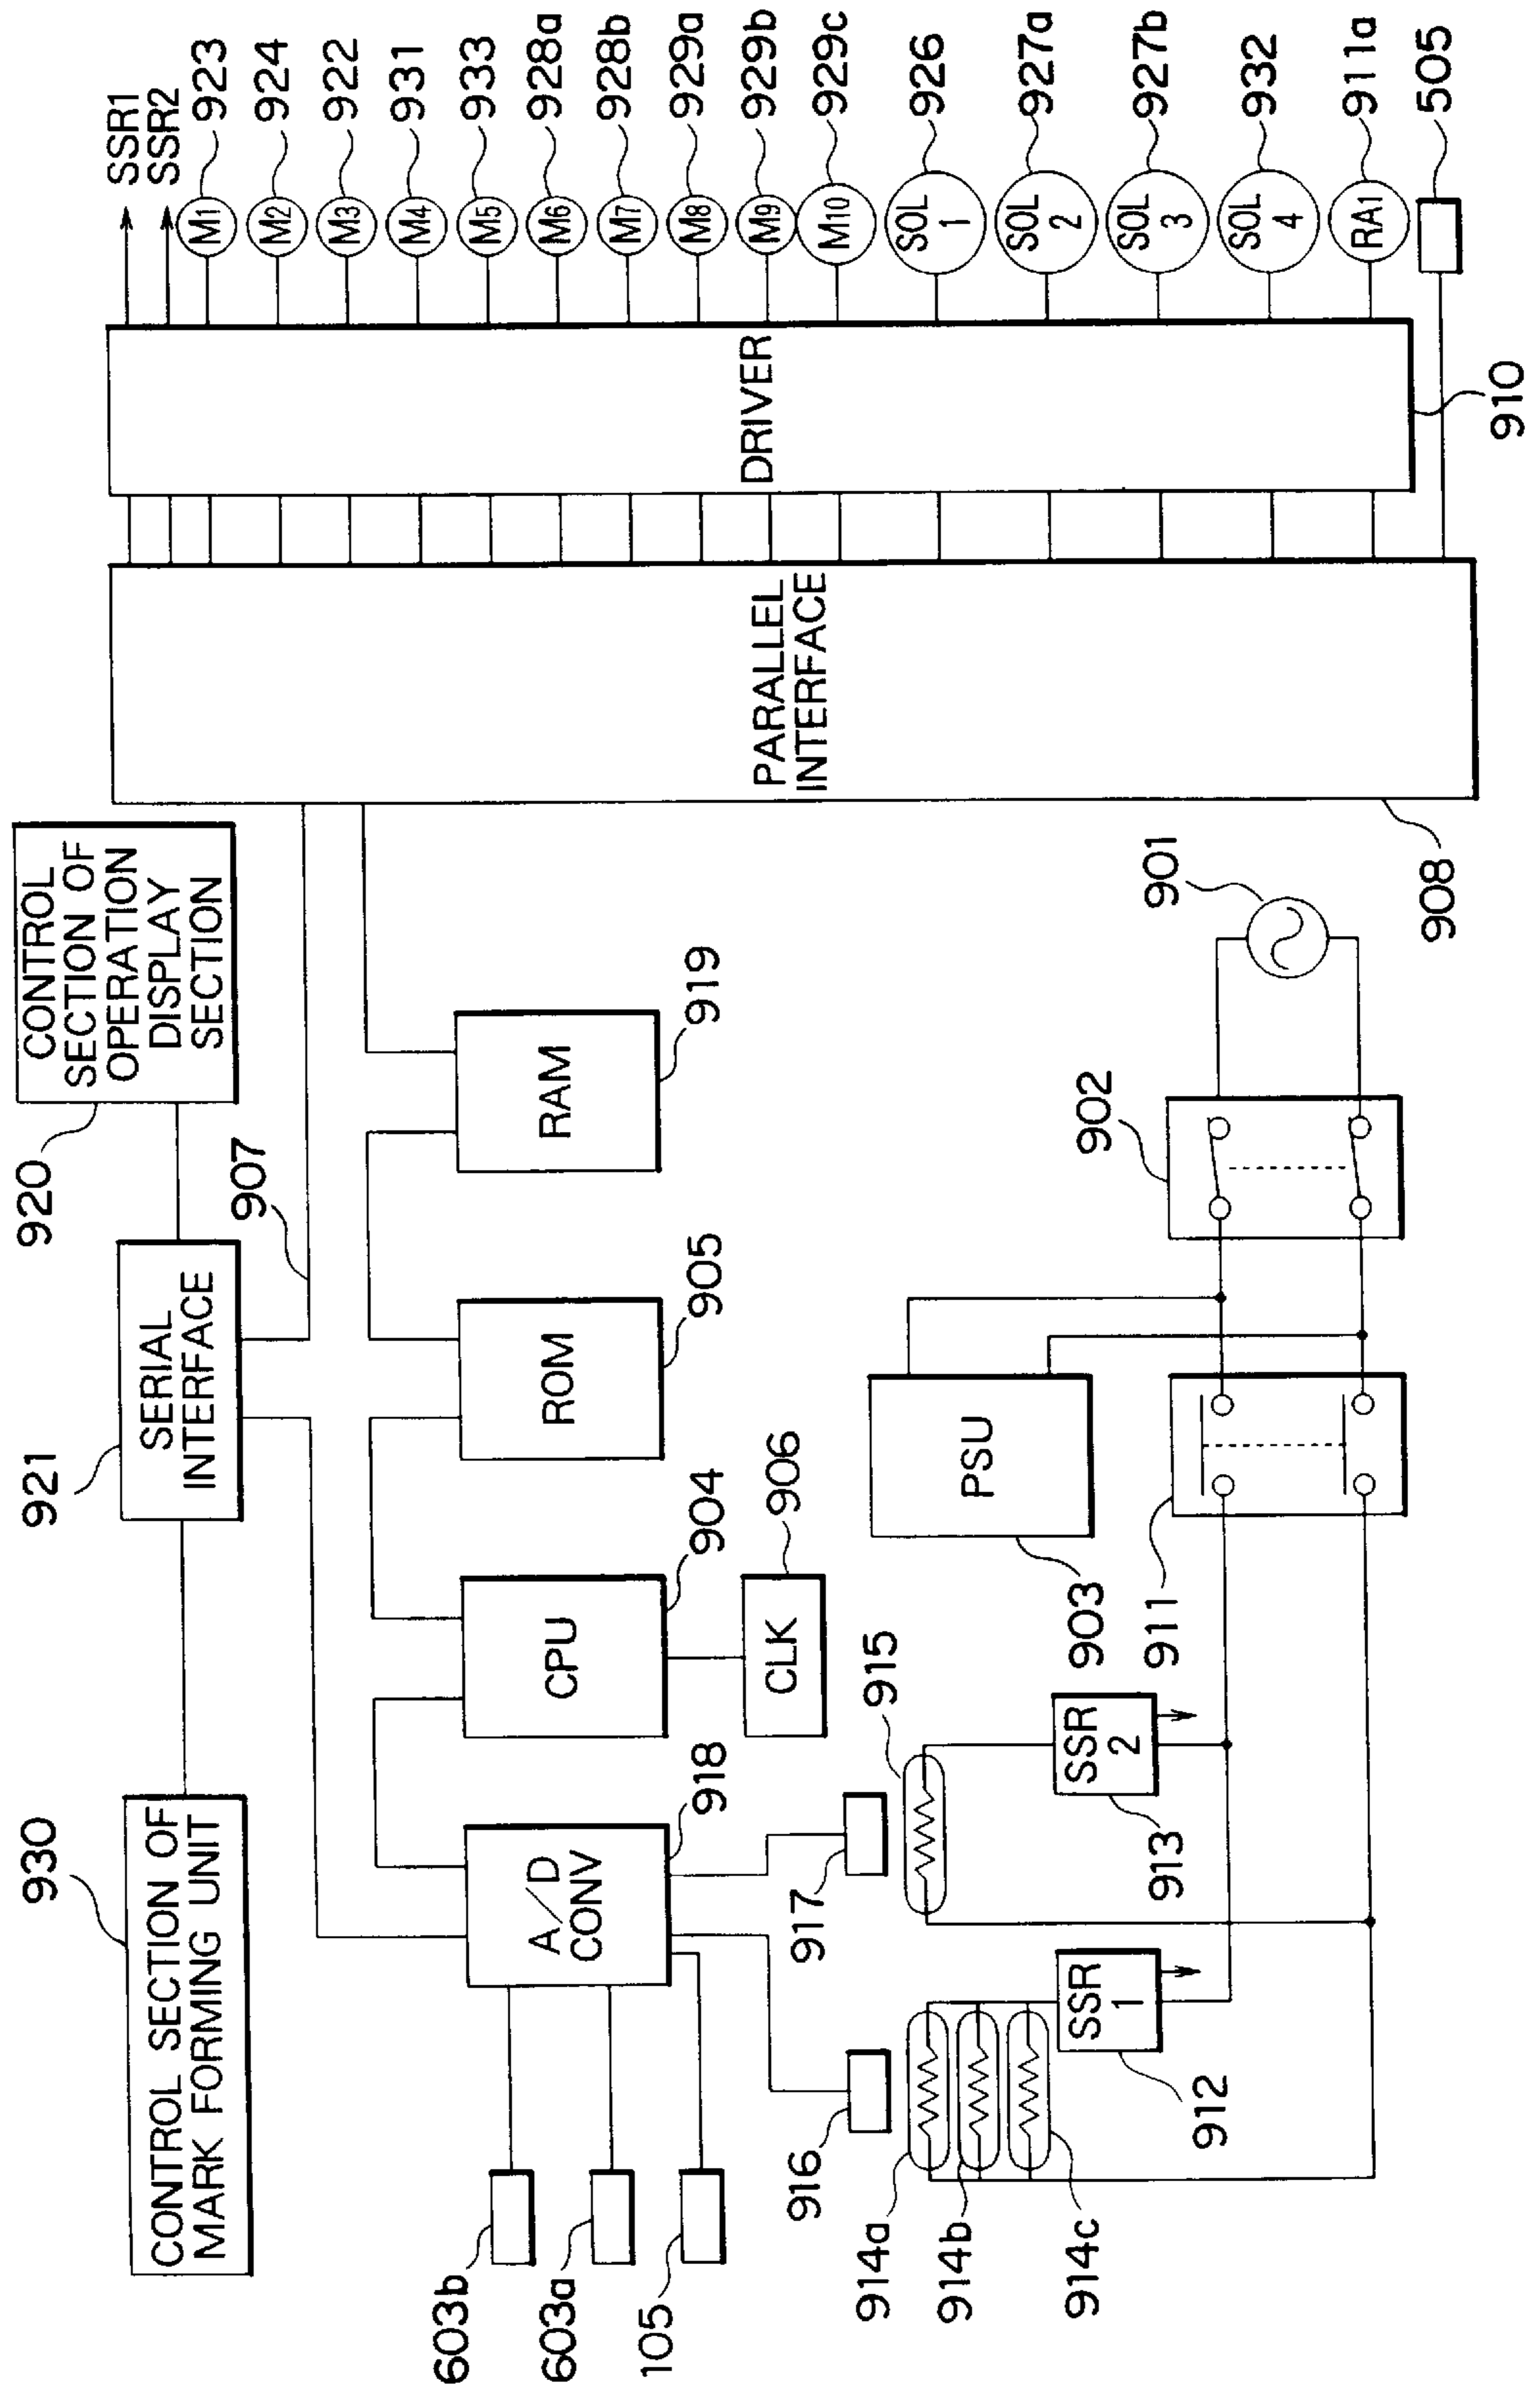 930
CONTROL SECTION OF
MARK FORMING UNIT
921
SERIAL
INTERFACE
920
CONTROL
SECTION OF
OPERATION
DISPLAY
SECTION
907
603b
603a
105
A/D
CONV
918
CPU
904
CLK
906
ROM
905
RAM
919
916
917
914a
914b
914c
915
SSR
1
912
SSR
2
913
PSU
903
911
902
901
PARALLEL
INTERFACE
908
DRIVER
910
SSR1
SSR2
M1
923
M2
924
M3
922
M4
931
M5
933
M6
928a
M7
928b
M8
929a
M9
929b
M10
929c
SOL
1
926
SOL
2
927a
SOL
3
927b
SOL
4
932
RA1
911a
505